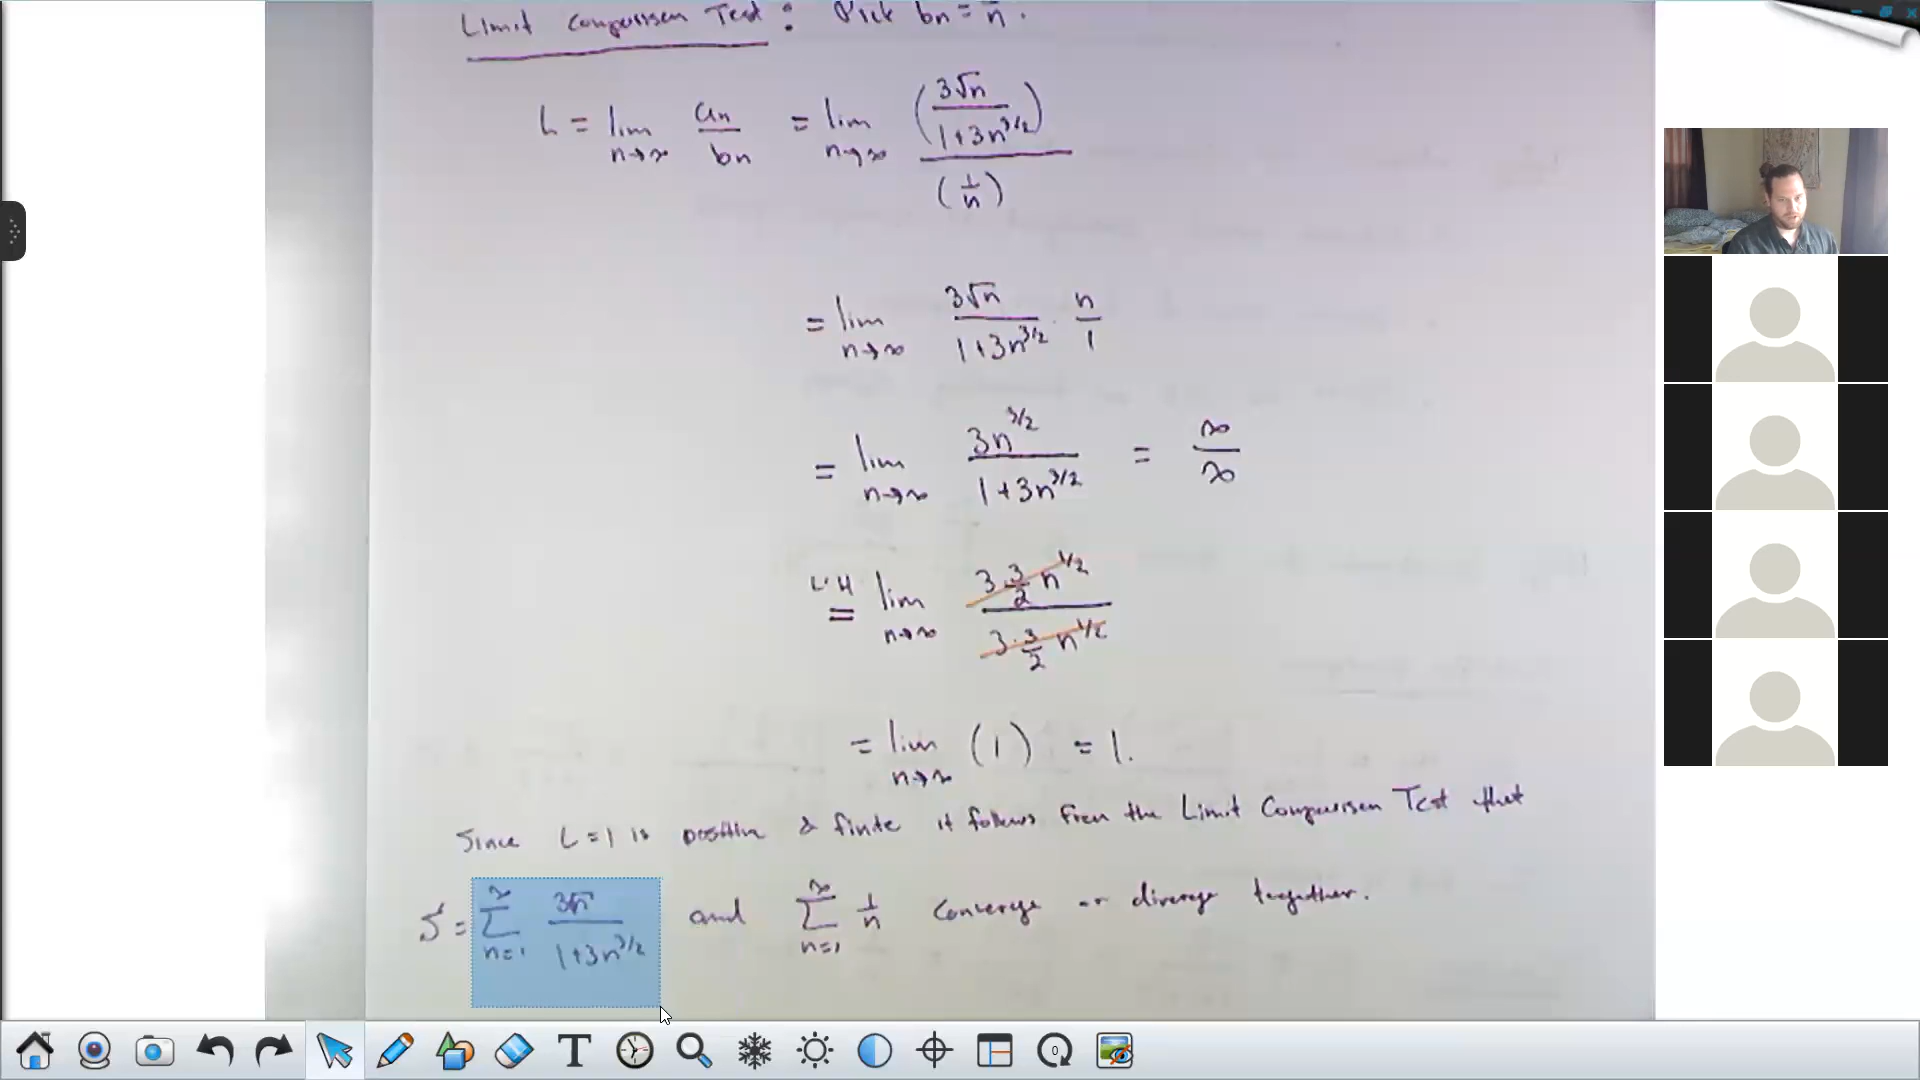 Limit Comparison Test: Pick bn = 1/n.
L = lim n→∞ an/bn = lim n→∞ (3√n / 1+3n^3/2) / (1/n)
= lim n→∞ 3√n / 1+3n^3/2 · n/1
= lim n→∞ 3n^3/2 / 1+3n^3/2 = ∞/∞
L'H = lim n→∞ 3·3/2 n^1/2 / 3·3/2 n^1/2
= lim n→∞ (1) = 1.
Since L=1 is positive & finite it follows from the Limit Comparison Test that
S = ∑ n=1 ∞ 3√n / 1+3n^3/2 and ∑ n=1 ∞ 1/n Converge or diverge together.
T
0